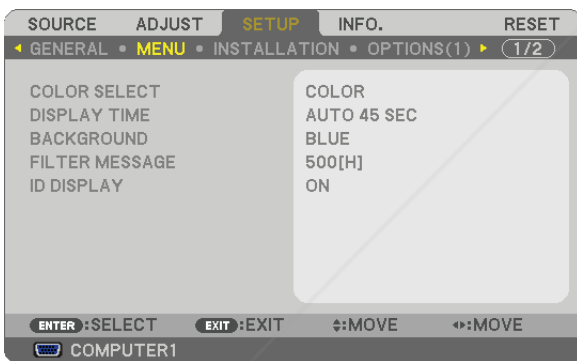 SOURCE ADJUST SETUP INFO. RESET
GENERAL • MENU • INSTALLATION • OPTIONS(1) 1/2
COLOR SELECT COLOR
DISPLAY TIME AUTO 45 SEC
BACKGROUND BLUE
FILTER MESSAGE 500[H]
ID DISPLAY ON
ENTER :SELECT EXIT :EXIT :MOVE :MOVE
COMPUTER1